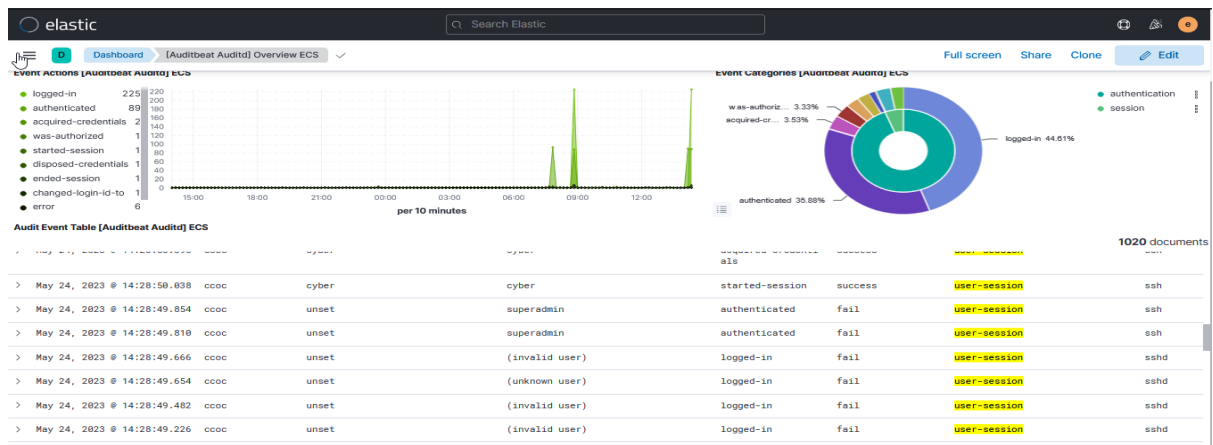 elastic
Search Elastic
e
D
Dashboard
[Auditbeat Auditd] Overview ECS
Full screen
Share
Clone
Edit
Event Actions [Auditbeat Auditd] ECS
logged-in 225
authenticated 89
acquired-credentials 2
was-authorized 1
started-session 1
disposed-credentials 1
ended-session 1
changed-login-id-to 1
error 6
220
200
180
160
140
120
100
80
60
40
20
0
15:00 18:00 21:00 00:00 03:00 06:00 09:00 12:00
per 10 minutes
Event Categories [Auditbeat Auditd] ECS
was-authoriz... 3.33%
acquired-cr... 3.53%
logged-in 44.61%
authenticated 35.88%
authentication
session
Audit Event Table [Auditbeat Auditd] ECS
1020 documents
als
May 24, 2023 @ 14:28:50.038 ccoc cyber cyber started-session success user-session ssh
May 24, 2023 @ 14:28:49.854 ccoc unset superadmin authenticated fail user-session ssh
May 24, 2023 @ 14:28:49.810 ccoc unset superadmin authenticated fail user-session ssh
May 24, 2023 @ 14:28:49.666 ccoc unset (invalid user) logged-in fail user-session sshd
May 24, 2023 @ 14:28:49.654 ccoc unset (unknown user) logged-in fail user-session sshd
May 24, 2023 @ 14:28:49.482 ccoc unset (invalid user) logged-in fail user-session sshd
May 24, 2023 @ 14:28:49.226 ccoc unset (invalid user) logged-in fail user-session sshd